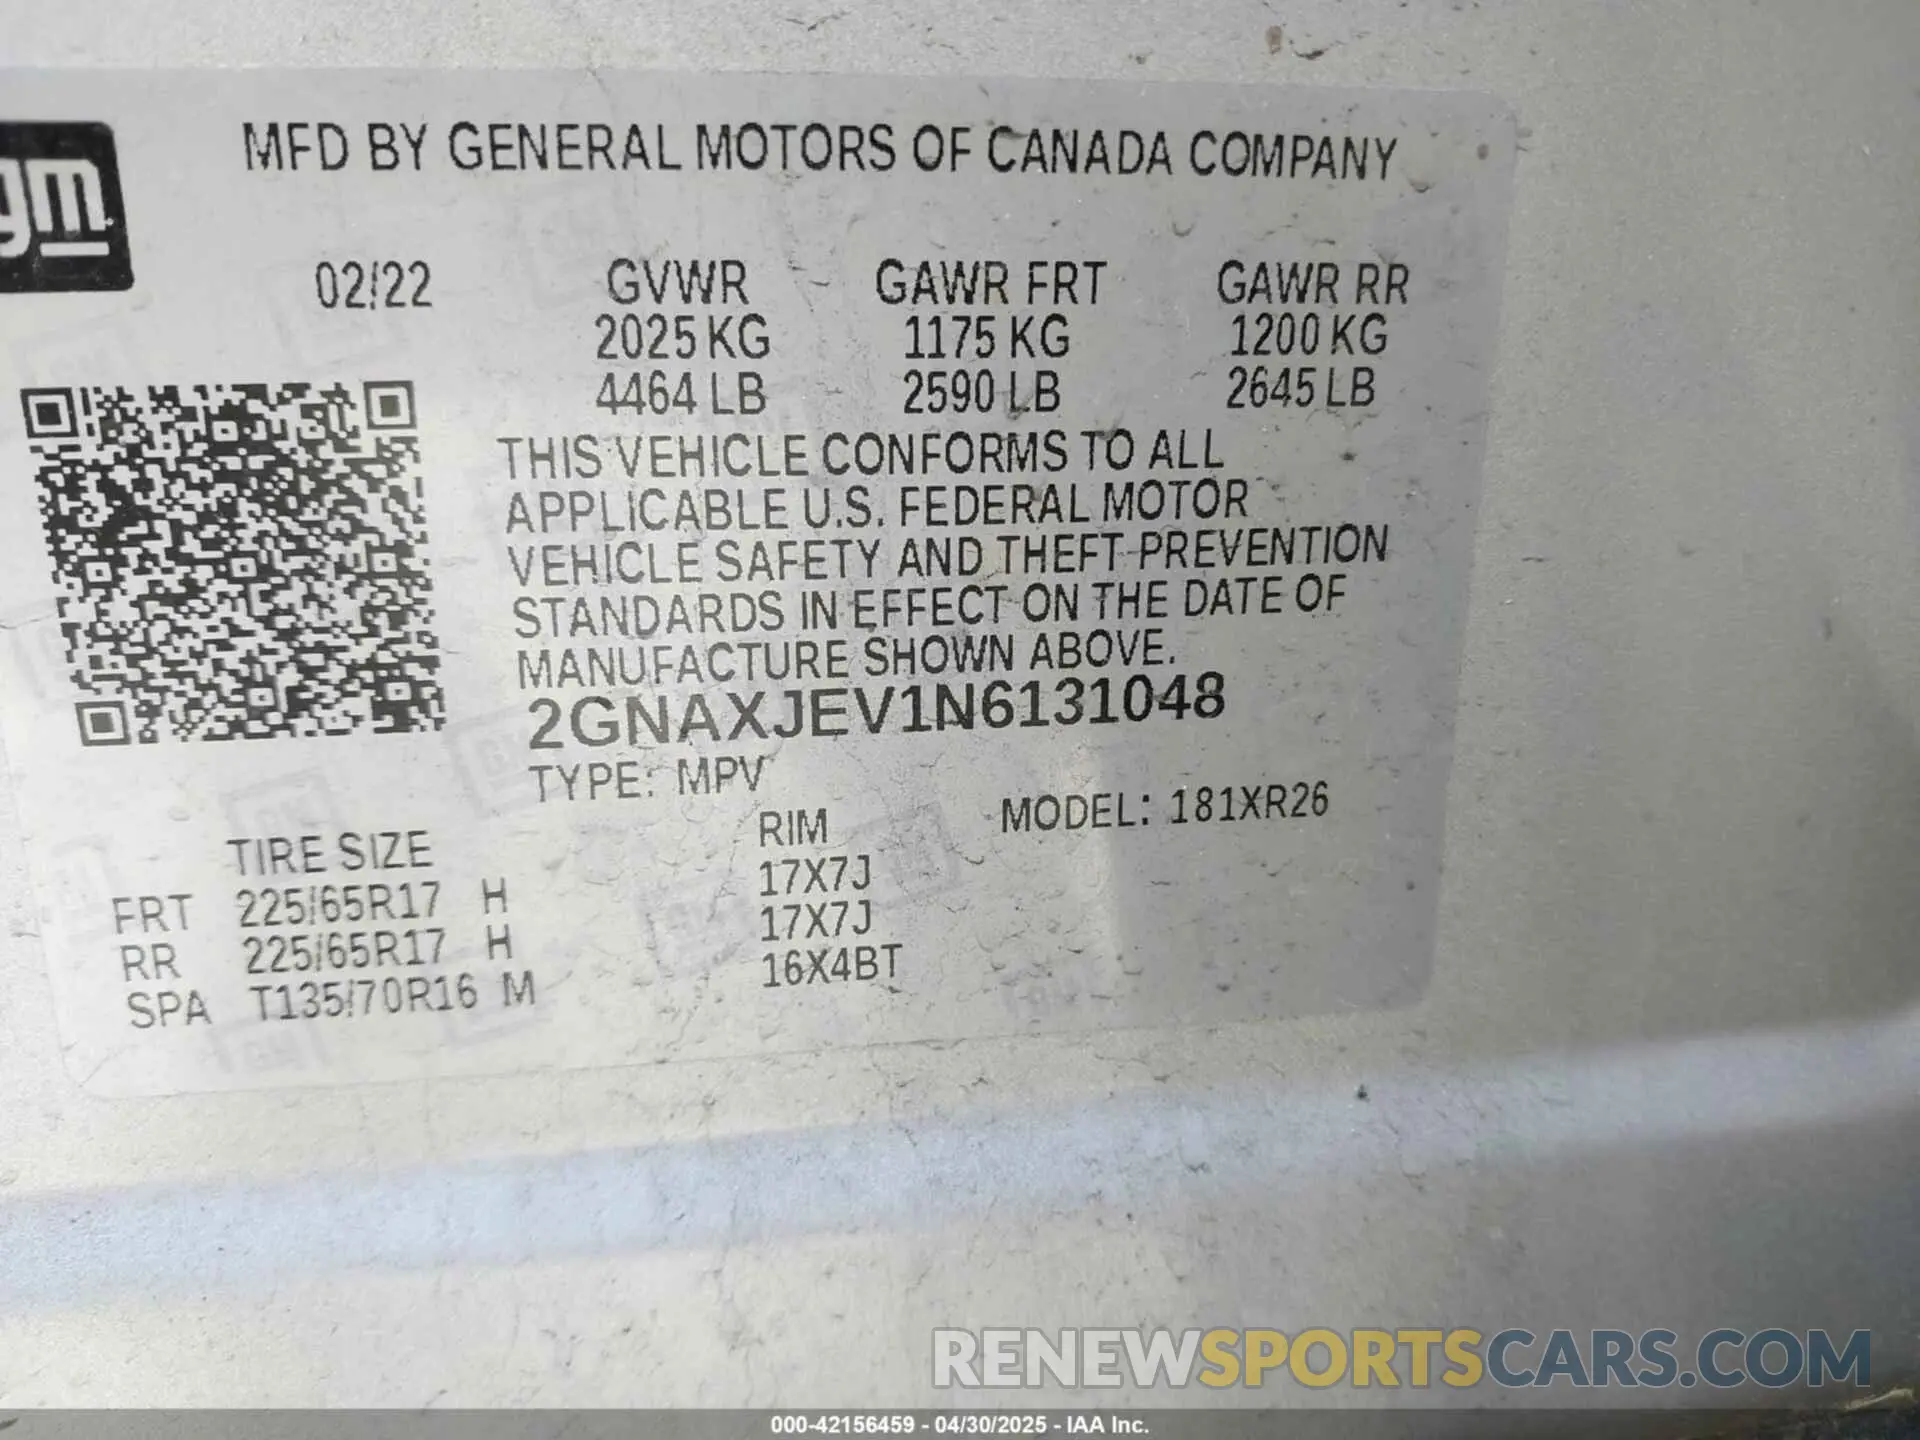 gm
MFD BY GENERAL MOTORS OF CANADA COMPANY
02/22 GVWR GAWR FRT GAWR RR
2025 KG 1175 KG 1200 KG
4464 LB 2590 LB 2645 LB
THIS VEHICLE CONFORMS TO ALL
APPLICABLE U.S. FEDERAL MOTOR
VEHICLE SAFETY AND THEFT PREVENTION
STANDARDS IN EFFECT ON THE DATE OF
MANUFACTURE SHOWN ABOVE.
2GNAXJEV1N6131048
TYPE: MPV MODEL: 181XR26
TIRE SIZE RIM
FRT 225/65R17 H 17X7J
RR 225/65R17 H 17X7J
SPA T135/70R16 M 16X4BT
RENEWSPORTSCARS.COM
000-42156459 - 04/30/2025 - IAA Inc.